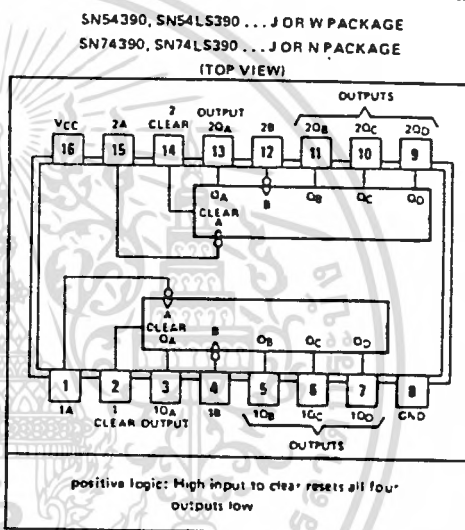 SN54390, SN54LS390 ... J OR W PACKAGE
SN74390, SN74LS390 ... J OR N PACKAGE
(TOP VIEW)
OUTPUTS
2 OUTPUT
VCC 2A CLEAR 2QA 2B 2QB 2QC 2QD
16 15 14 13 12 11 10 9
QA B QB QC QD
CLEAR
A
A
CLEAR B
QA QB QC QD
1 2 3 4 5 6 7 8
1A 1 1QA 1B 1QB 1QC 1QD GND
CLEAR OUTPUT
OUTPUTS
positive logic: High input to clear resets all four
outputs low